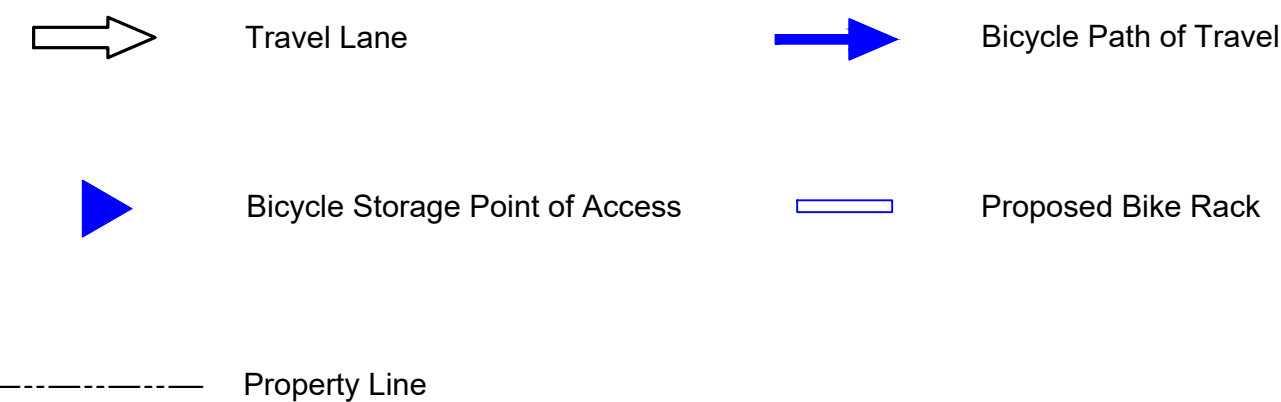 Travel Lane
Bicycle Path of Travel
Bicycle Storage Point of Access
Proposed Bike Rack
Property Line